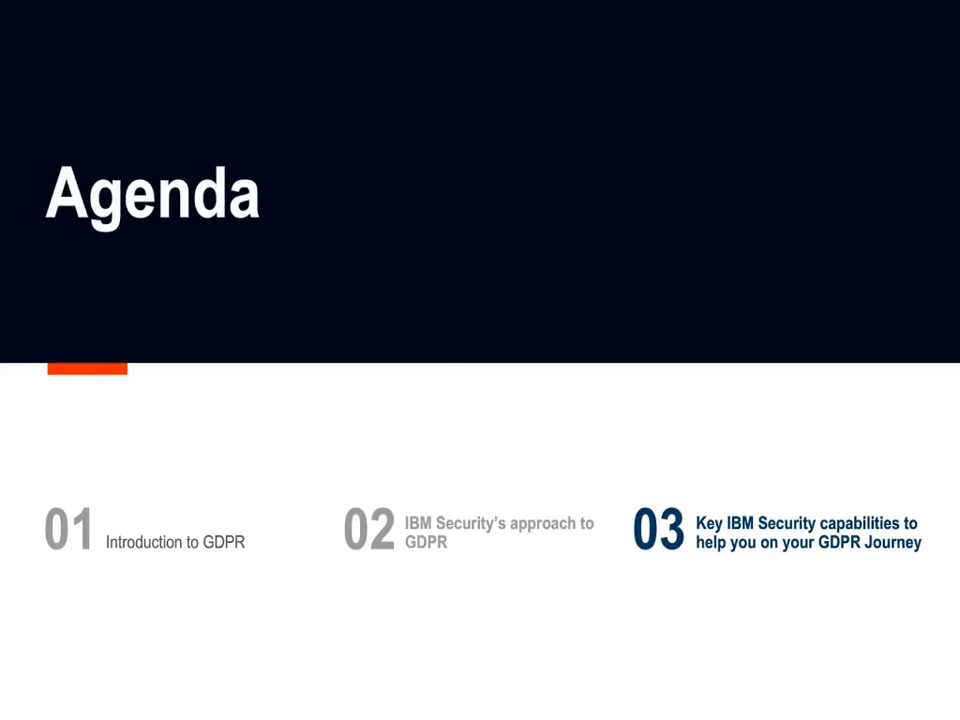 Agenda
01 Introduction to GDPR
02 IBM Security's approach to
GDPR
03 Key IBM Security capabilities to
help you on your GDPR Journey